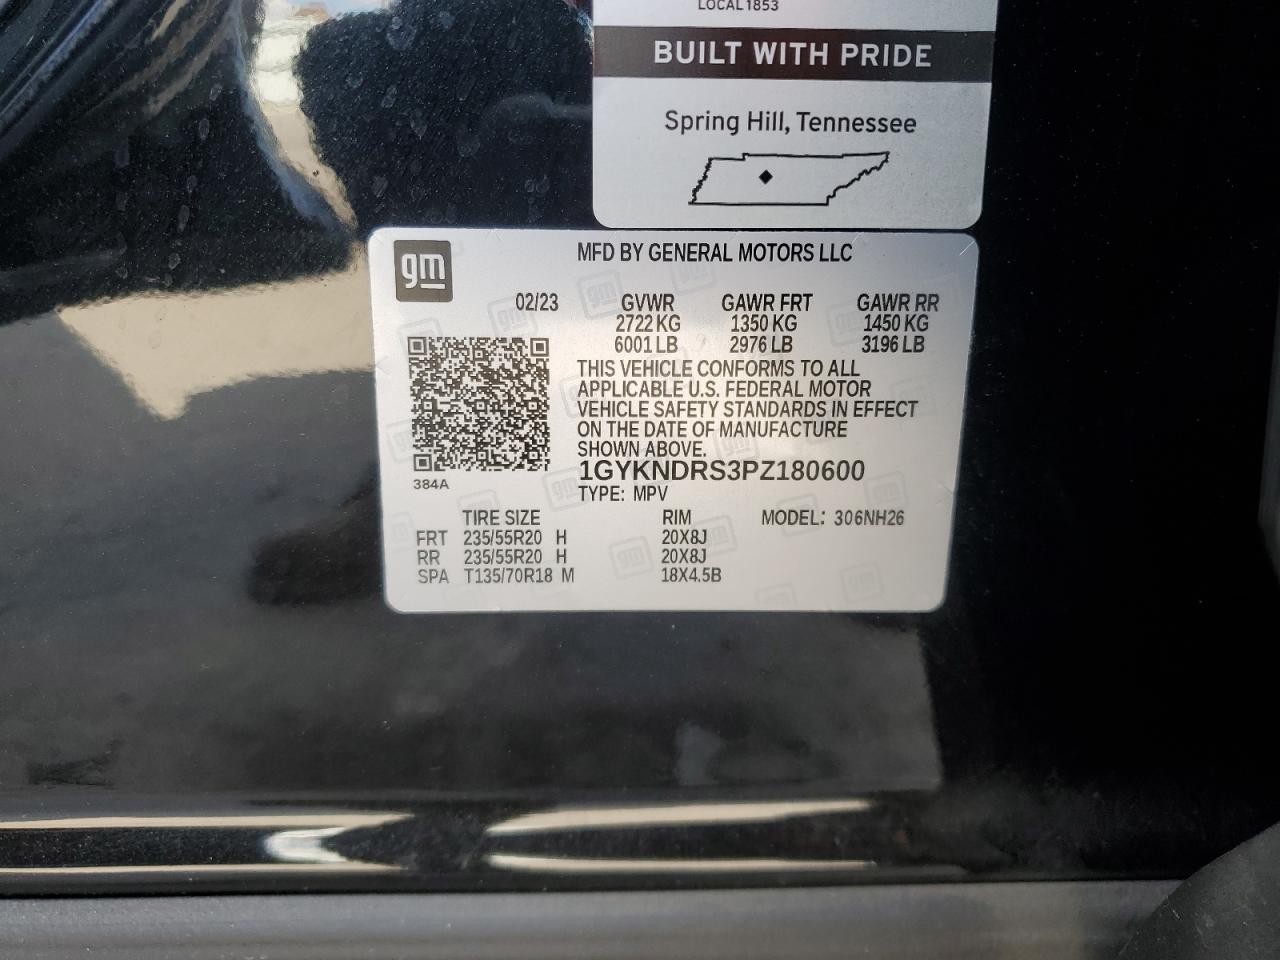 LOCAL 1853
BUILT WITH PRIDE
Spring Hill, Tennessee
gm
MFD BY GENERAL MOTORS LLC
02/23 GVWR GAWR FRT GAWR RR
2722 KG 1350 KG 1450 KG
6001 LB 2976 LB 3196 LB
THIS VEHICLE CONFORMS TO ALL
APPLICABLE U.S. FEDERAL MOTOR
VEHICLE SAFETY STANDARDS IN EFFECT
ON THE DATE OF MANUFACTURE
SHOWN ABOVE.
1GYKNDRS3PZ180600
384A
TYPE: MPV
TIRE SIZE RIM MODEL: 306NH26
FRT 235/55R20 H 20X8J
RR 235/55R20 H 20X8J
SPA T135/70R18 M 18X4.5B